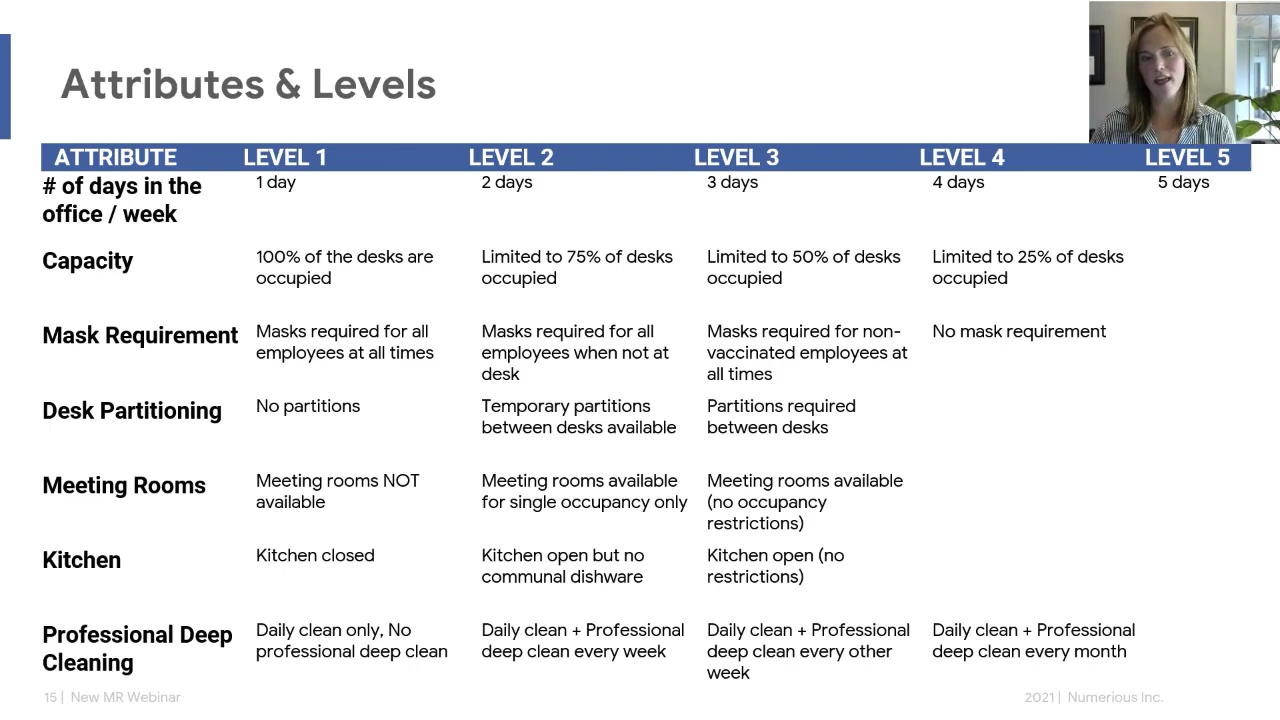 Attributes & Levels
ATTRIBUTE LEVEL 1 LEVEL 2 LEVEL 3 LEVEL 4 LEVEL 5
# of days in the office / week
1 day
2 days
3 days
4 days
5 days
Capacity
100% of the desks are
occupied
Limited to 75% of desks
occupied
Limited to 50% of desks
occupied
Limited to 25% of desks
occupied
Mask Requirement
Masks required for all
employees at all times
Masks required for all
employees when not at
desk
Masks required for non-
vaccinated employees at
all times
No mask requirement
Desk Partitioning
No partitions
Temporary partitions
between desks available
Partitions required
between desks
Meeting Rooms
Meeting rooms NOT
available
Meeting rooms available
for single occupancy only
Meeting rooms available
(no occupancy
restrictions)
Kitchen
Kitchen closed
Kitchen open but no
communal dishware
Kitchen open (no
restrictions)
Professional Deep
Cleaning
Daily clean only, No
professional deep clean
Daily clean + Professional
deep clean every week
Daily clean + Professional
deep clean every other
week
Daily clean + Professional
deep clean every month
15 | New MR Webinar
2021 | Numerious Inc.